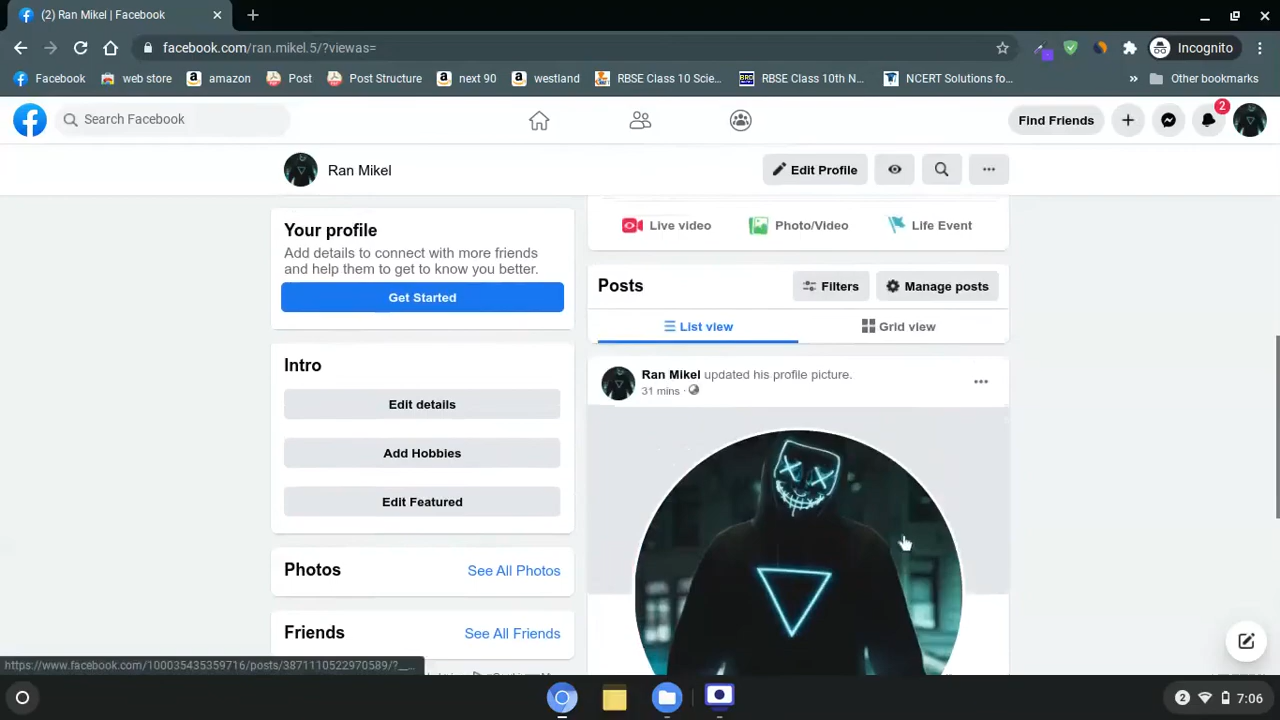 (2) Ran Mikel | Facebook
facebook.com/ran.mikel.5/?viewas=
Incognito
Facebook
web store
amazon
Post
Post Structure
next 90
westland
RBSE Class 10 Scie...
RBSE Class 10th N...
NCERT Solutions fo...
»
Other bookmarks
Search Facebook
Find Friends
2
Ran Mikel
Edit Profile
Your profile
Add details to connect with more friends
and help them to get to know you better.
Get Started
Intro
Edit details
Add Hobbies
Edit Featured
Photos
See All Photos
Friends
See All Friends
Live video
Photo/Video
Life Event
Posts
Filters
Manage posts
List view
Grid view
Ran Mikel updated his profile picture.
31 mins ·
https://www.facebook.com/100035435359716/posts/3871110522970589/?__...
2
7:06